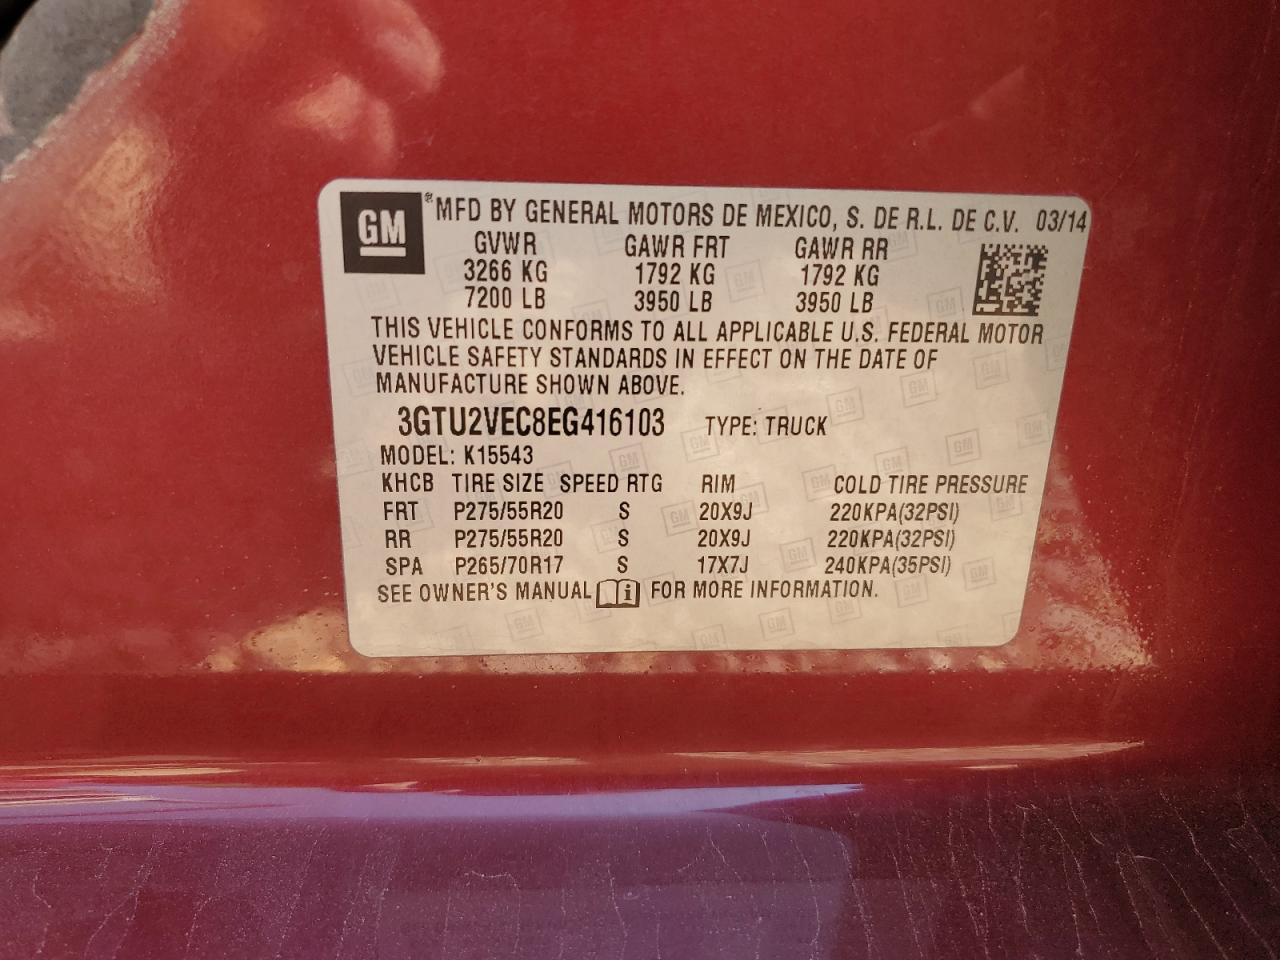 GM
® MFD BY GENERAL MOTORS DE MEXICO, S. DE R.L. DE C.V. 03/14
GVWR GAWR FRT GAWR RR
3266 KG 1792 KG 1792 KG
7200 LB 3950 LB 3950 LB
THIS VEHICLE CONFORMS TO ALL APPLICABLE U.S. FEDERAL MOTOR
VEHICLE SAFETY STANDARDS IN EFFECT ON THE DATE OF
MANUFACTURE SHOWN ABOVE.
3GTU2VEC8EG416103 TYPE: TRUCK
MODEL: K15543
KHCB TIRE SIZE SPEED RTG RIM COLD TIRE PRESSURE
FRT P275/55R20 S 20X9J 220KPA(32PSI)
RR P275/55R20 S 20X9J 220KPA(32PSI)
SPA P265/70R17 S 17X7J 240KPA(35PSI)
SEE OWNER'S MANUAL i FOR MORE INFORMATION.